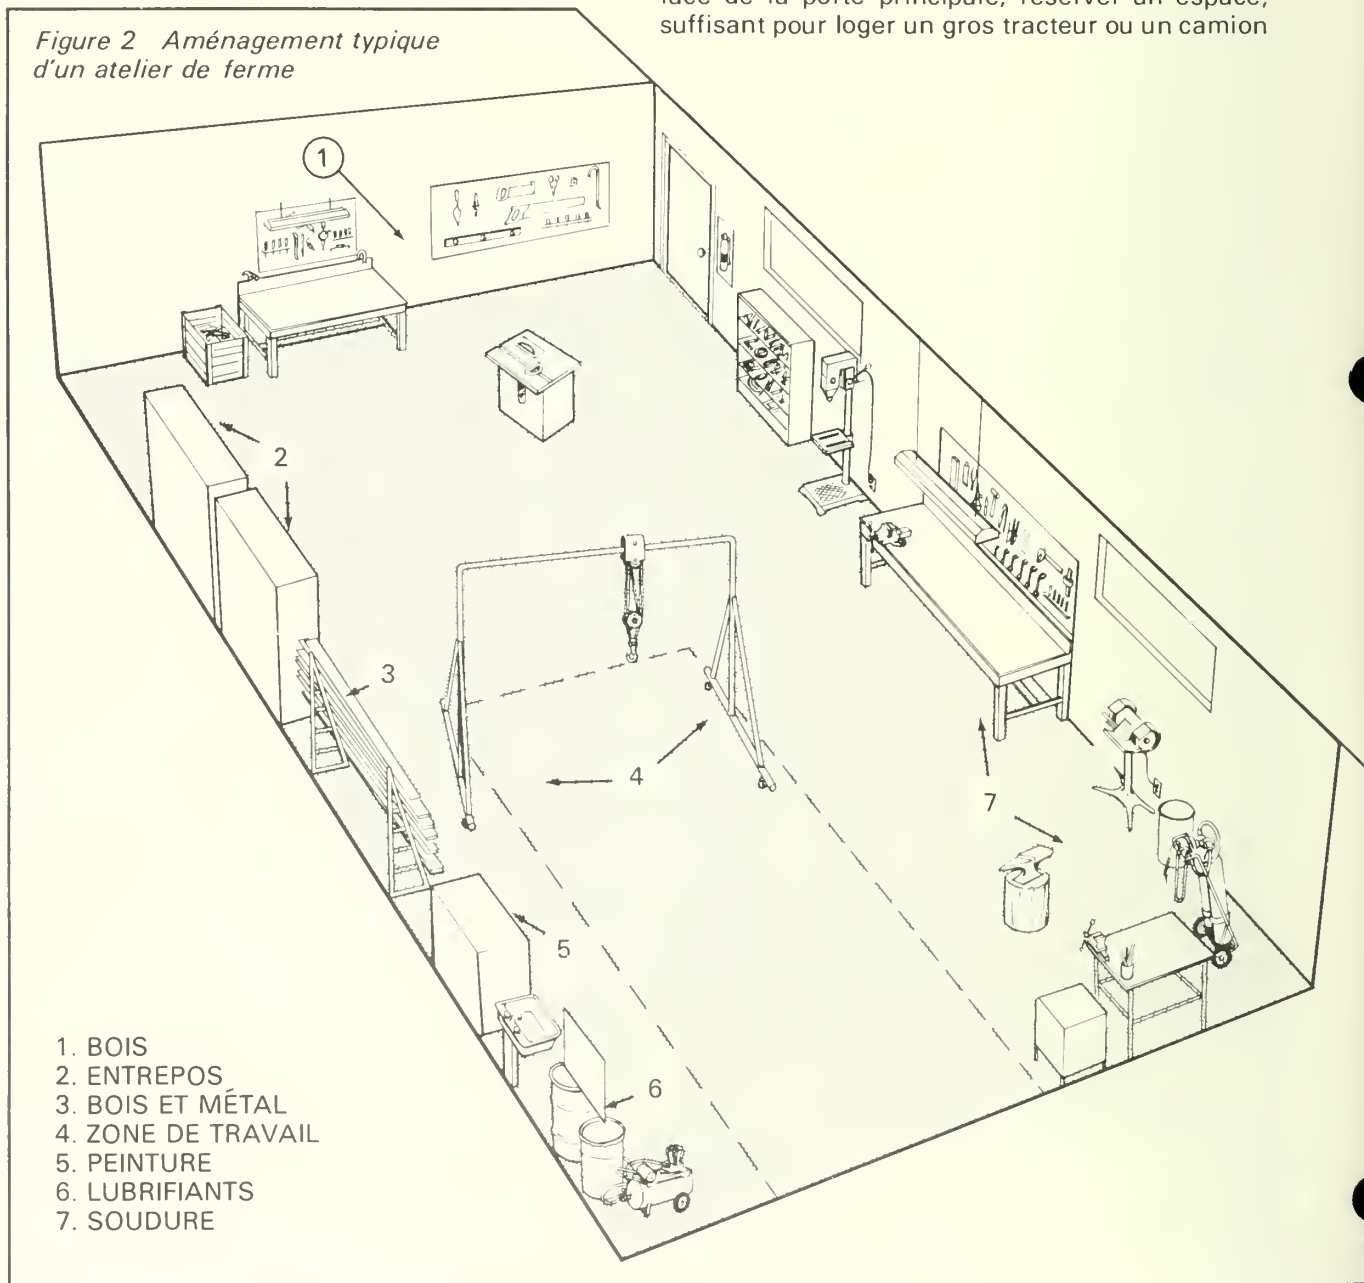 face de la porte principale, réserver un espace,
suffisant pour loger un gros tracteur ou un camion
Figure 2 Aménagement typique
d'un atelier de ferme
1
2
3
4
5
6
7
1. BOIS
2. ENTREPOS
3. BOIS ET MÉTAL
4. ZONE DE TRAVAIL
5. PEINTURE
6. LUBRIFIANTS
7. SOUDURE